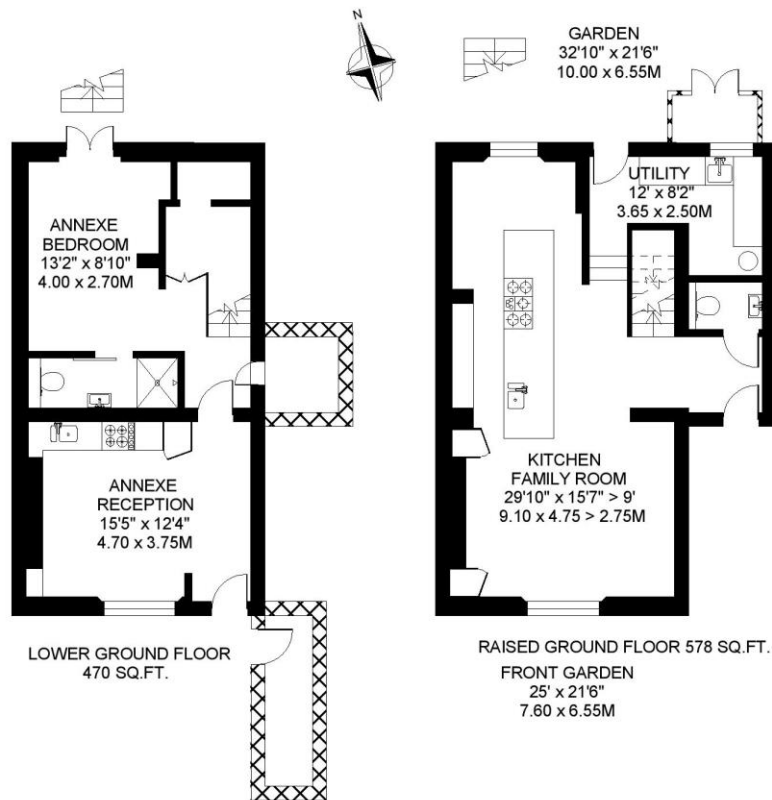 N
GARDEN
32'10" x 21'6"
10.00 x 6.55M
ANNEXE
BEDROOM
13'2" x 8'10"
4.00 x 2.70M
UTILITY
12' x 8'2"
3.65 x 2.50M
ANNEXE
RECEPTION
15'5" x 12'4"
4.70 x 3.75M
KITCHEN
FAMILY ROOM
29'10" x 15'7" > 9'
9.10 x 4.75 > 2.75M
LOWER GROUND FLOOR
470 SQ.FT.
RAISED GROUND FLOOR 578 SQ.FT.
FRONT GARDEN
25' x 21'6"
7.60 x 6.55M